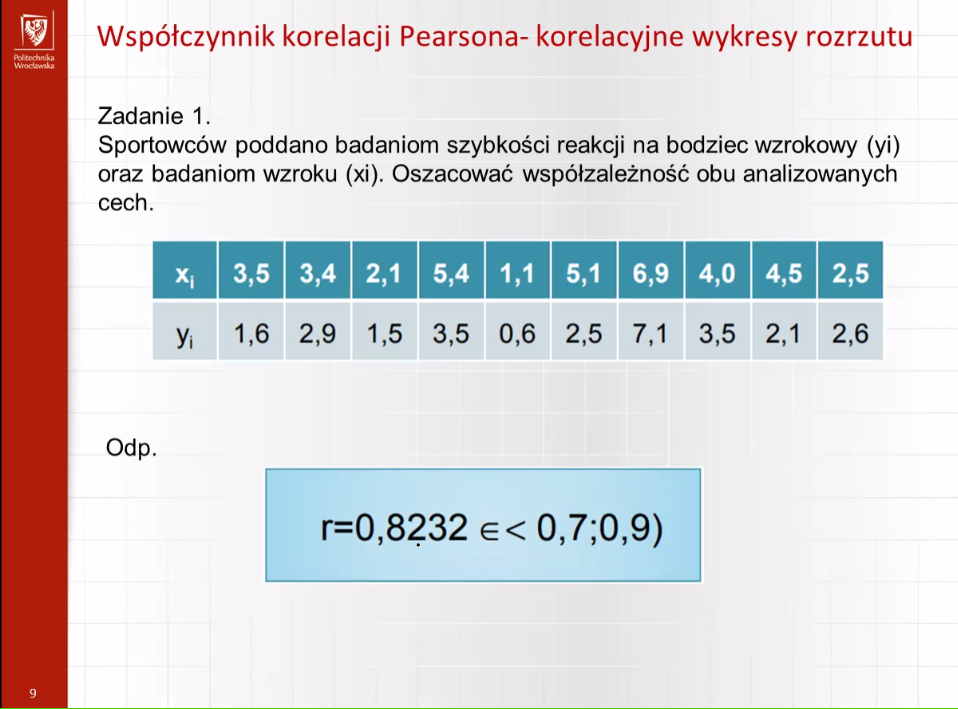 Politechnika
Wrocławska
Współczynnik korelacji Pearsona- korelacyjne wykresy rozrzutu
Zadanie 1.
Sportowców poddano badaniom szybkości reakcji na bodziec wzrokowy (yi)
oraz badaniom wzroku (xi). Oszacować współzależność obu analizowanych
cech.
xi 3,5 3,4 2,1 5,4 1,1 5,1 6,9 4,0 4,5 2,5
yi 1,6 2,9 1,5 3,5 0,6 2,5 7,1 3,5 2,1 2,6
Odp.
r=0,8232 ∈< 0,7;0,9)
9